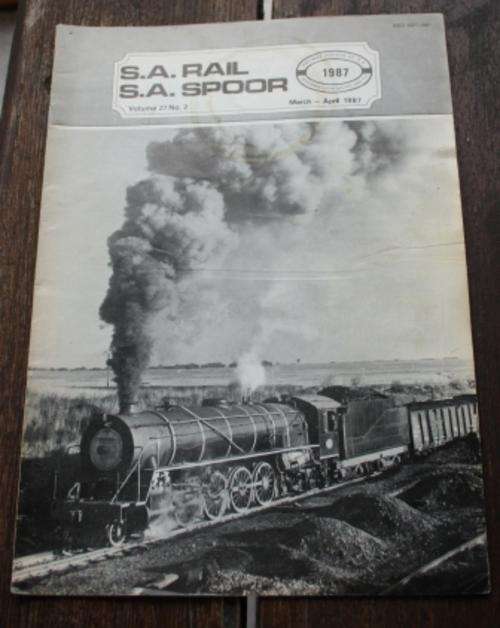 S.A. RAIL
S.A. SPOOR
1987
Volume 27 No. 2
March – April 1987